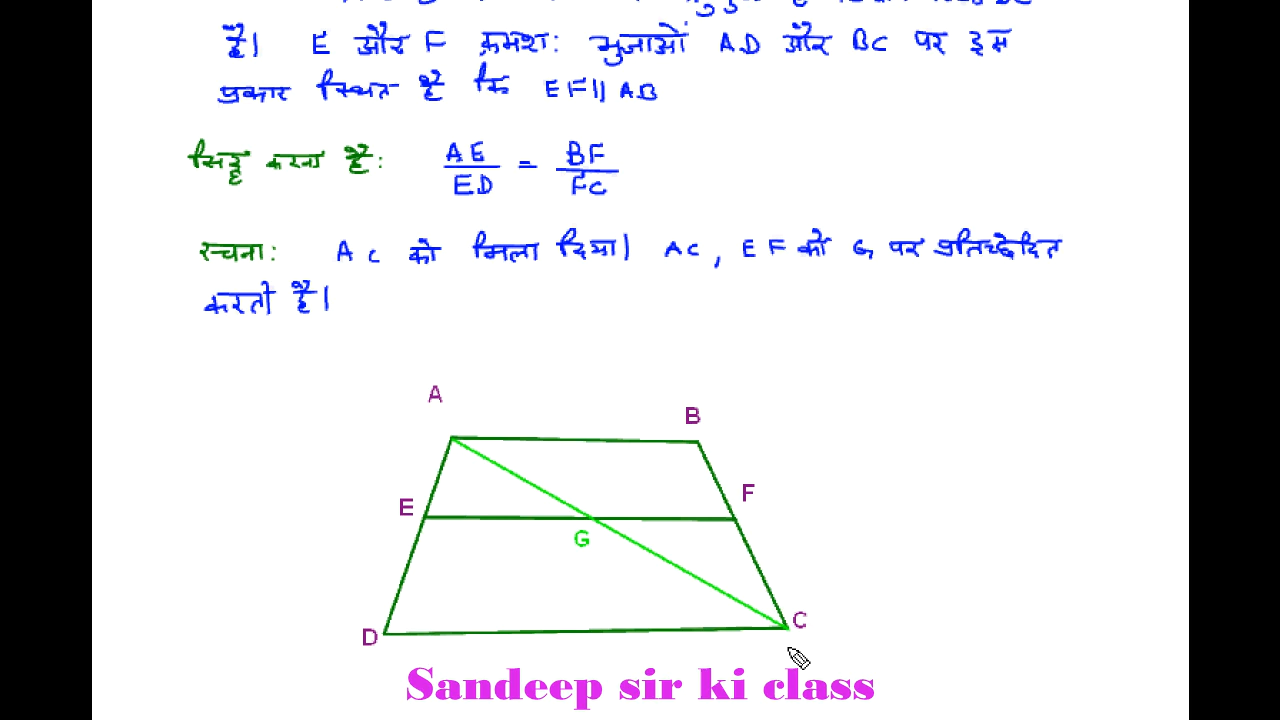 है। E और F क्रमश: भुजाओं AD और BC पर इस
प्रकार स्थित है कि EF||AB
सिद्ध करना है: AE/ED = BF/FC
रचना: AC को मिला दिया। AC, EF को G पर प्रतिच्छेदित
करती है।
A
B
E
F
G
D
C
Sandeep sir ki class